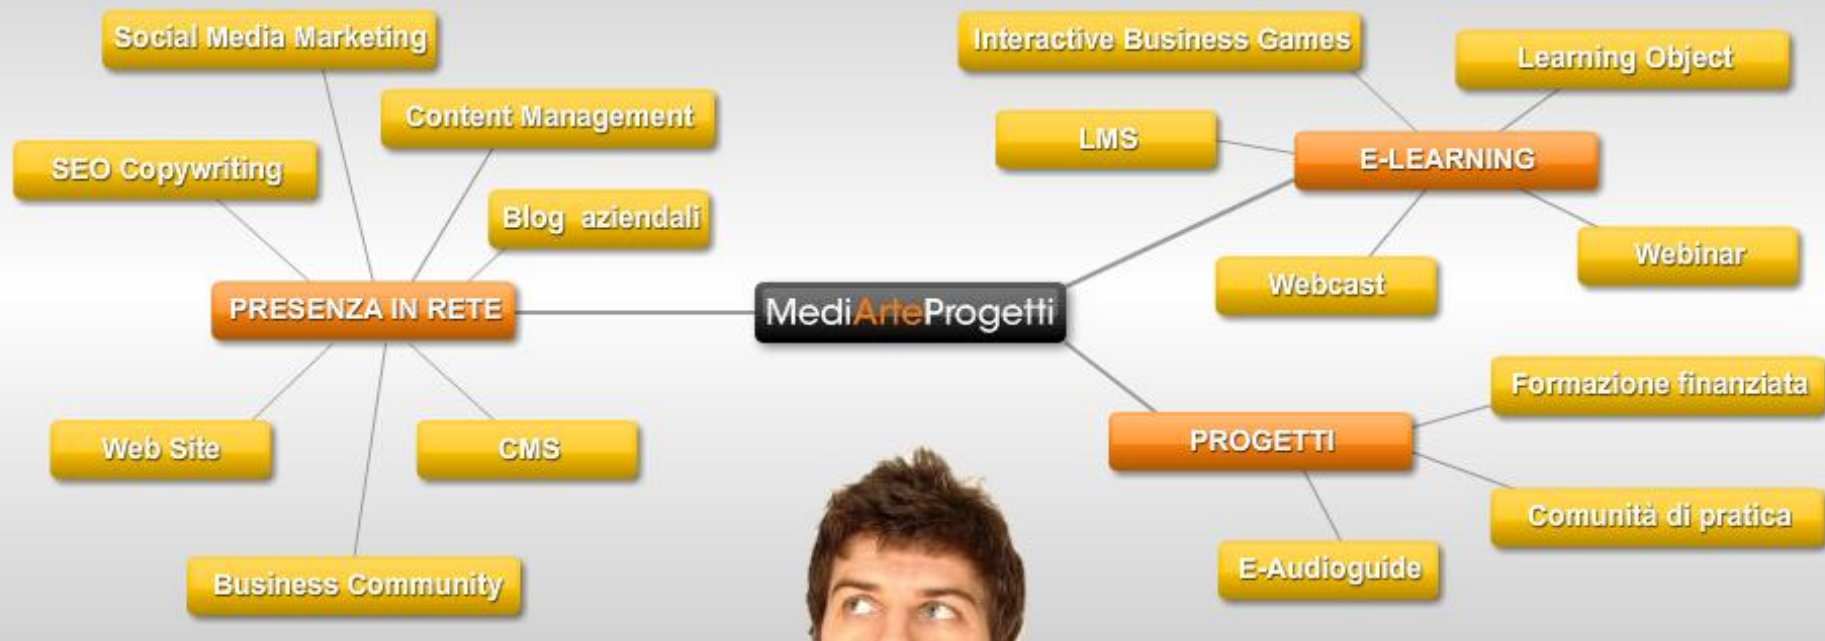 Social Media Marketing
Content Management
SEO Copywriting
Blog aziendali
PRESENZA IN RETE
Web Site
CMS
Business Community
MediArteProgetti
Interactive Business Games
Learning Object
LMS
E-LEARNING
Webinar
Webcast
Formazione finanziata
PROGETTI
Comunità di pratica
E-Audioguide